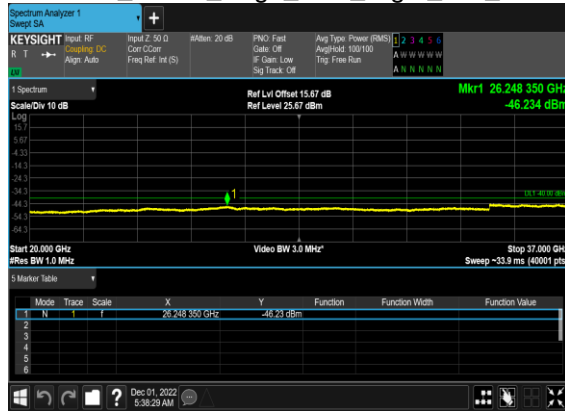 Spectrum Analyzer 1
Swept SA
+
KEYSIGHT Input: RF Input Z: 50 Ω #Atten: 20 dB PNO: Fast Avg Type: Power (RMS) 1 2 3 4 5 6
R T Coupling: DC Corr CCorr Gate: Off Avg|Hold: 100/100 A W W W W W
Align: Auto Freq Ref: Int (S) IF Gain: Low Trig: Free Run
Sig Track: Off A N N N N N
1 Spectrum Ref Lvl Offset 15.67 dB Mkr1 26.248 350 GHz
Scale/Div 10 dB Ref Level 25.67 dBm -46.234 dBm
Log
15.7
5.67
-4.33
-14.3
-24.3
-34.3
1
-44.3
-54.3
-64.3
Start 20.000 GHz Video BW 3.0 MHz* Stop 37.000 GHz
#Res BW 1.0 MHz Sweep ~33.9 ms (40001 pts)
5 Marker Table
Mode Trace Scale X Y Function Function Width Function Value
1 N 1 f 26.248 350 GHz -46.23 dBm
2
3
4
5
6
? Dec 01, 2022
5:38:29 AM